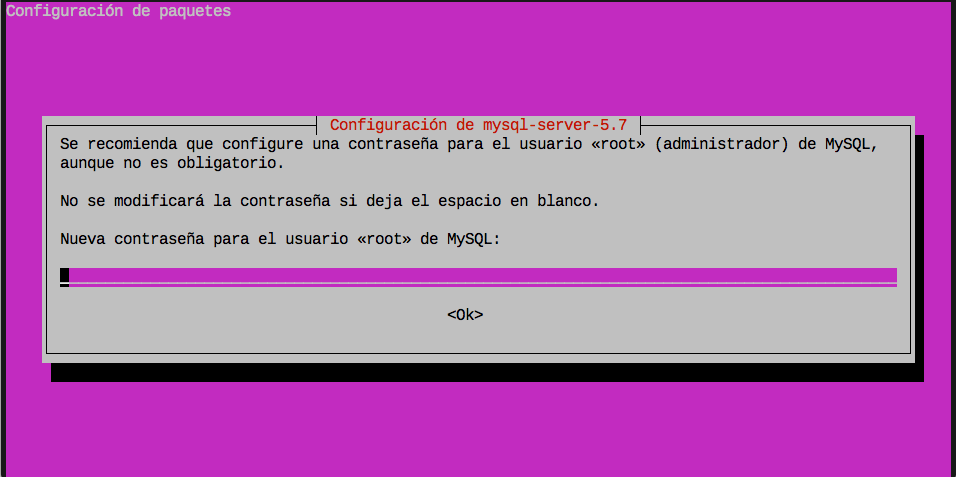 Configuración de paquetes
Configuración de mysql-server-5.7
Se recomienda que configure una contraseña para el usuario «root» (administrador) de MySQL,
aunque no es obligatorio.
No se modificará la contraseña si deja el espacio en blanco.
Nueva contraseña para el usuario «root» de MySQL:
<Ok>